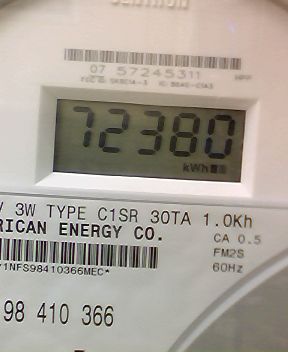 07 57245311
72380
kWh
3W TYPE C1SR 30TA 1.0Kh
RICAN ENERGY CO.
CA 0.5
FM2S
60Hz
1NFS98410366MEC*
98 410 366